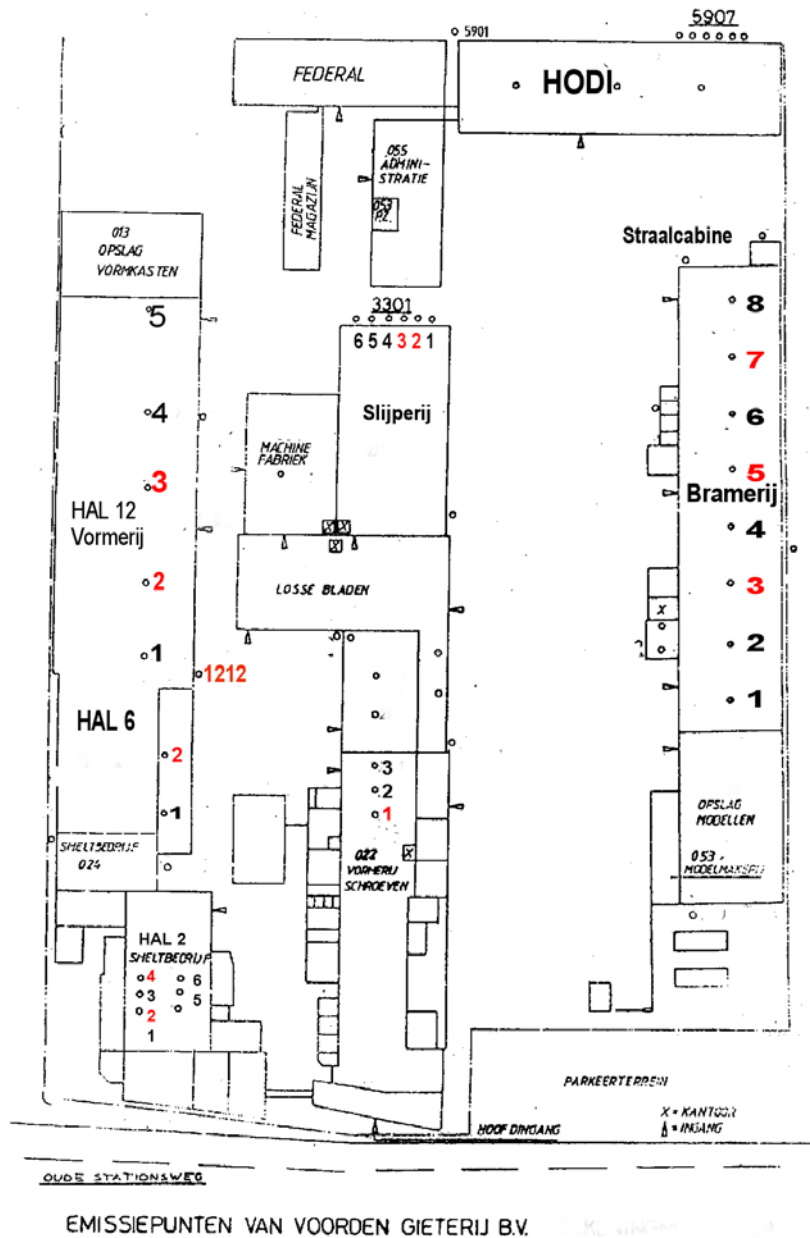 5907
5901
FEDERAL
HODI
055
ADMINI-
STRATIE
053
P.Z.
FEDERAL
MAGAZIJN
013
OPSLAG
VORMKASTEN
Straalcabine
3301
6 5 4 3 2 1
Slijperij
5
4
3
HAL 12
Vormerij
2
1
1212
HAL 6
2
1
MACHINE
FABRIEK
X X
X
LOSSE BLADEN
8
7
6
5
Bramerij
4
3
X
2
1
3
2
1
022
VORMERIJ
SCHROEVEN
X
SMELTBEDRIJF
024
HAL 2
SMELTBEDRIJF
4 6
3 5
2
1
OPSLAG
MODELLEN
053
MODELMAKERIJ
PARKEERTERREIN
X = KANTOOR
= INGANG
HOOFDINGANG
OUDE STATIONSWEG
EMISSIEPUNTEN VAN VOORDEN GIETERIJ B.V.